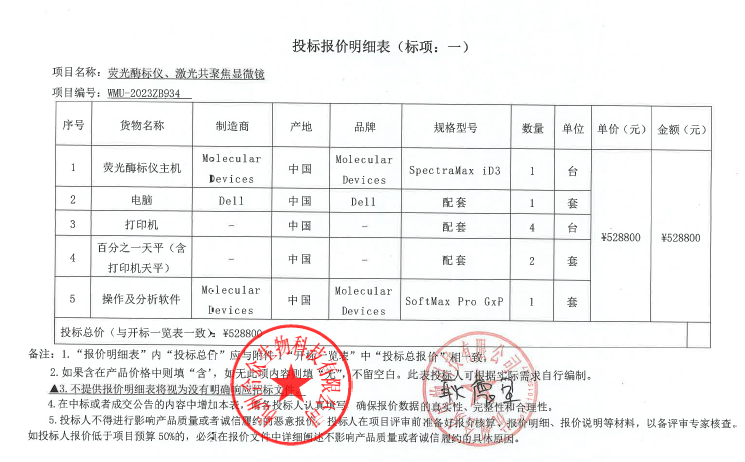 投标报价明细表（标项：一）
项目名称：荧光酶标仪、激光共聚焦显微镜
项目编号：WMU-2023ZB934
序号 货物名称 制造商 产地 品牌 规格型号 数量 单位 单价（元） 金额（元）
1 荧光酶标仪主机 Molecular Devices 中国 Molecular Devices SpectraMax iD3 1 台 ¥528800 ¥528800
2 电脑 Dell 中国 Dell 配套 1 套
3 打印机 - 中国 - 配套 4 台
4 百分之一天平（含打印机天平） - 中国 - 配套 2 套
5 操作及分析软件 Molecular Devices 中国 Molecular Devices SoftMax Pro GxP 1 套
投标总价（与开标一览表一致）：¥528800
备注：1. “报价明细表”内“投标总价”应与附件一“开标一览表”中“投标总报价”相一致。
2. 如果含在产品价格中则填“含”，如无此项内容则填“无”，不留空白。此表投标人可根据实际需求自行编制。
▲3.不提供报价明细表将视为没有明确响应招标文件。
4.在中标或者成交公告的内容中增加本表，请各投标人认真填写，确保报价数据的真实性、完整性和合理性。
5.投标人不得进行影响产品质量或者诚信履约的恶意报价，投标人在项目评审前准备好报价核算、报价明细、报价说明等材料，以备评审专家核查。
如投标人报价低于项目预算50%的，必须在报价文件中详细阐述不影响产品质量或者诚信履约的具体原因。
生物科技有限公司